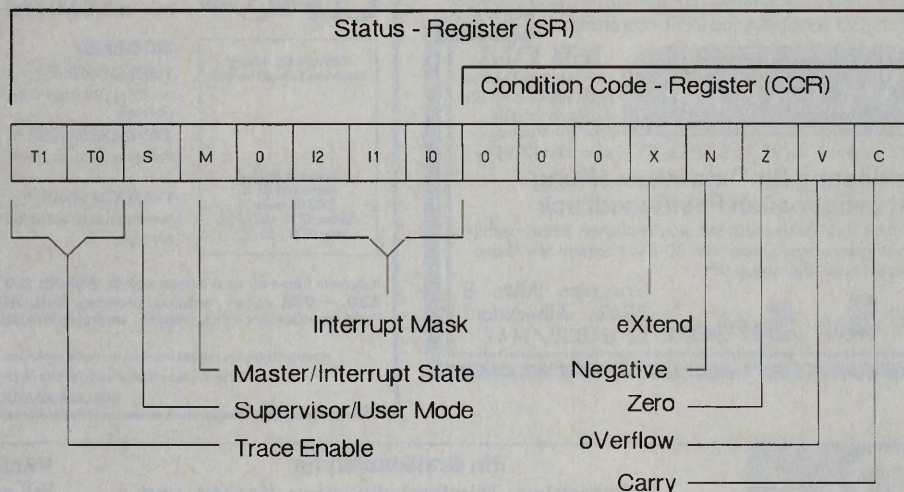 Status - Register (SR)
Condition Code - Register (CCR)
T1 T0 S M 0 I2 I1 I0 0 0 0 X N Z V C
Interrupt Mask
eXtend
Master/Interrupt State
Negative
Supervisor/User Mode
Zero
Trace Enable
oVerflow
Carry